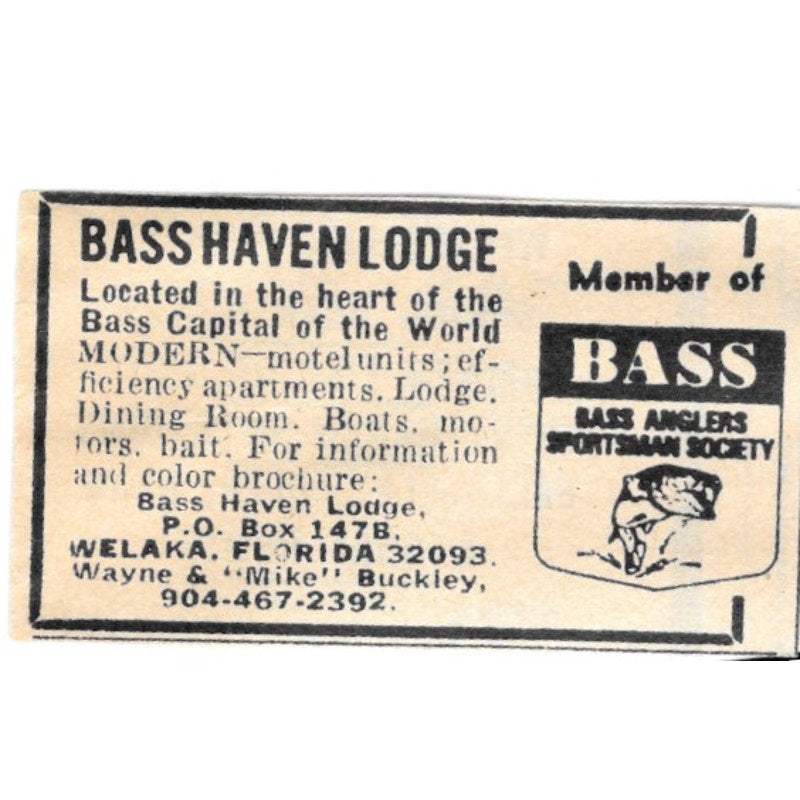 BASS HAVEN LODGE
Located in the heart of the
Bass Capital of the World
MODERN—motel units; ef-
ficiency apartments. Lodge.
Dining Room. Boats, mo-
tors, bait. For information
and color brochure:
Bass Haven Lodge,
P.O. Box 147B,
WELAKA, FLORIDA 32093.
Wayne & "Mike" Buckley,
904-467-2392.
Member of
BASS
BASS ANGLERS
SPORTSMAN SOCIETY